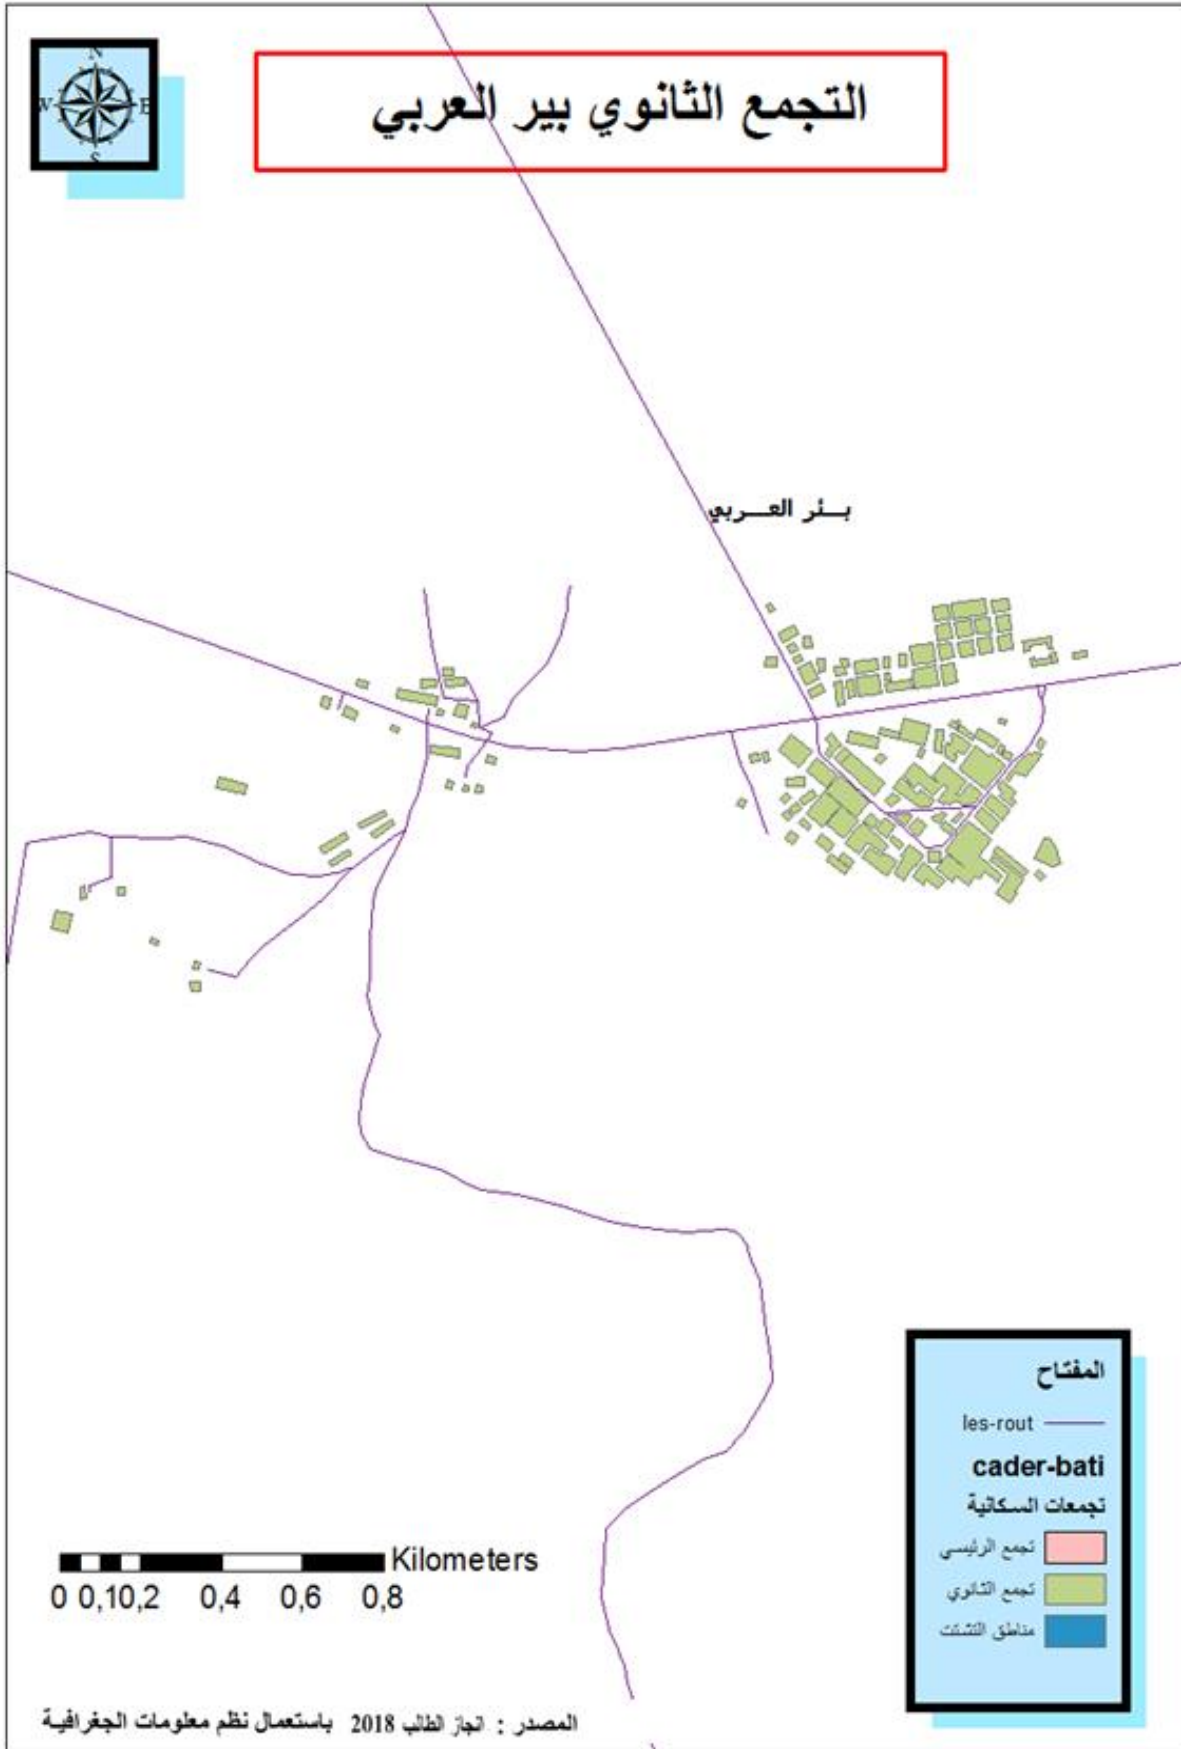 N
W E
S
التجمع الثانوي بير العربي
بــئر العـــربي
المفتاح
les-rout
cader-bati
تجمعات السكانية
تجمع الرئيسي
تجمع الثانوي
مناطق التشتت
Kilometers
0 0,10,2 0,4 0,6 0,8
المصدر : انجاز الطالب 2018 باستعمال نظم معلومات الجغرافية